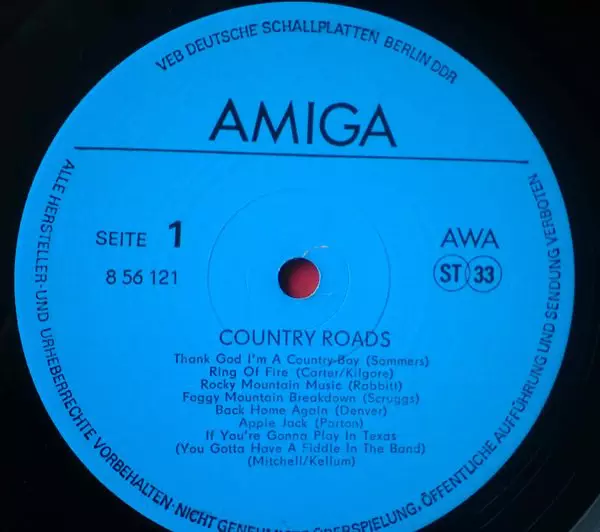 VEB DEUTSCHE SCHALLPLATTEN BERLIN DDR
AMIGA
SEITE 1
8 56 121
AWA
ST 33
COUNTRY ROADS
Thank God I'm A Country-Boy (Sommers)
Ring Of Fire (Carter/Kilgore)
Rocky Mountain Music (Rabbitt)
Foggy Mountain Breakdown (Scruggs)
Back Home Again (Denver)
Apple Jack (Parton)
If You're Gonna Play In Texas
(You Gotta Have A Fiddle In The Band)
(Mitchell/Kellum)
ALLE HERSTELLER-UND URHEBERRECHTE VORBEHALTEN·NICHT GENEHMIGTE ÜBERSPIELUNG, ÖFFENTLICHE AUFFÜHRUNG UND SENDUNG VERBOTEN